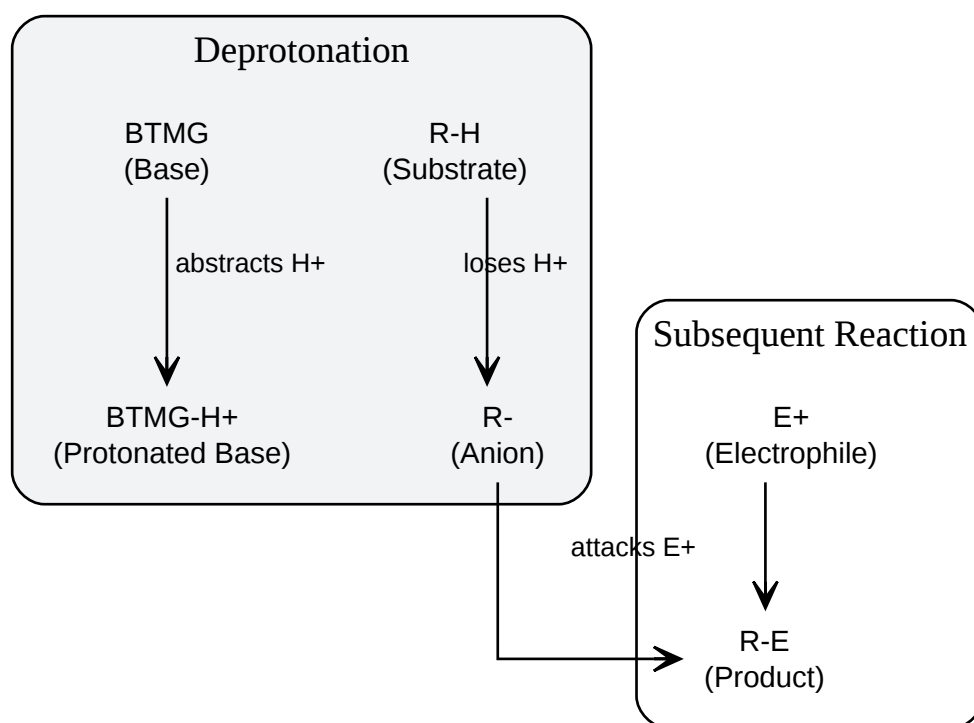 Deprotonation
BTMG
(Base)
R-H
(Substrate)
abstracts H+
loses H+
BTMG-H+
(Protonated Base)
R-
(Anion)
Subsequent Reaction
E+
(Electrophile)
attacks E+
R-E
(Product)